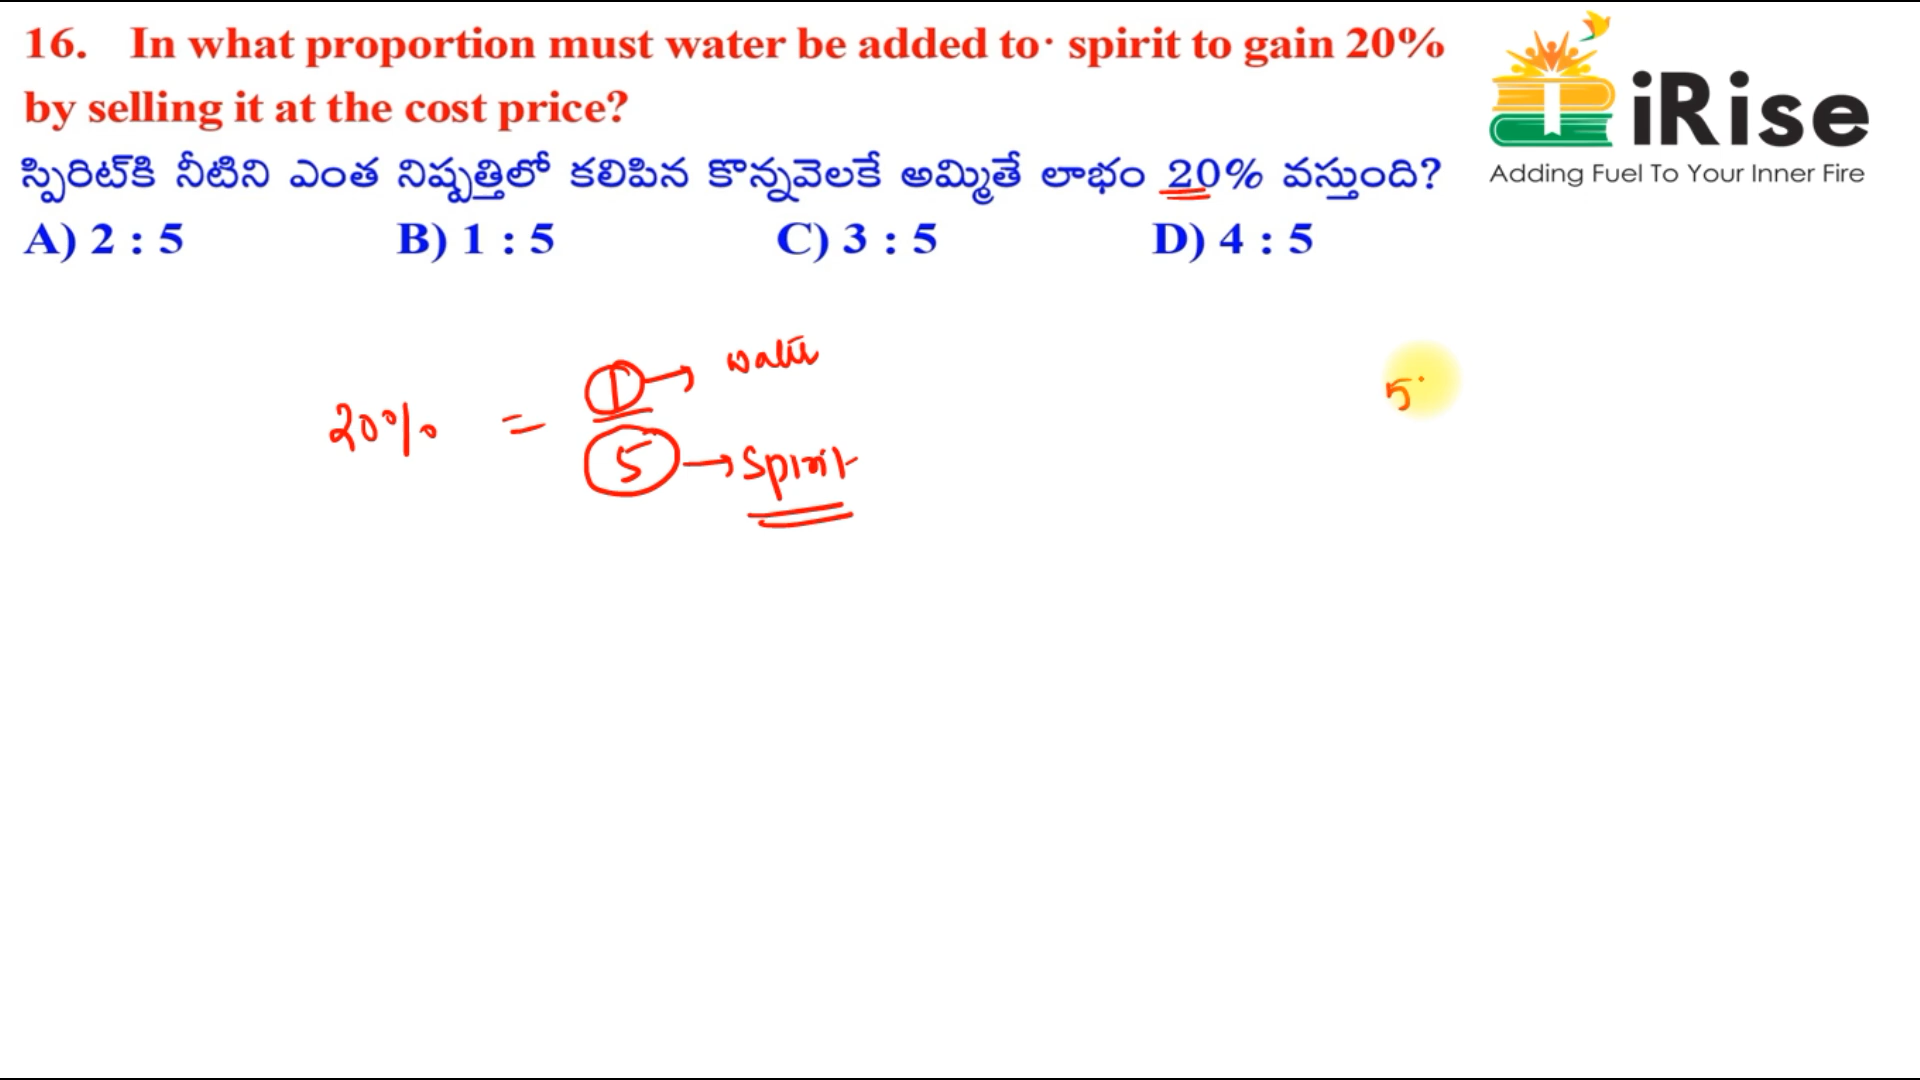 16. In what proportion must water be added to· spirit to gain 20%
by selling it at the cost price?
స్పిరిట్‌కి నీటిని ఎంత నిష్పత్తిలో కలిపిన కొన్నవెలకే అమ్మితే లాభం 20% వస్తుంది?
A) 2 : 5 B) 1 : 5 C) 3 : 5 D) 4 : 5
iRise
Adding Fuel To Your Inner Fire
20% = 1/5
1 → water
5 → Spirit
5